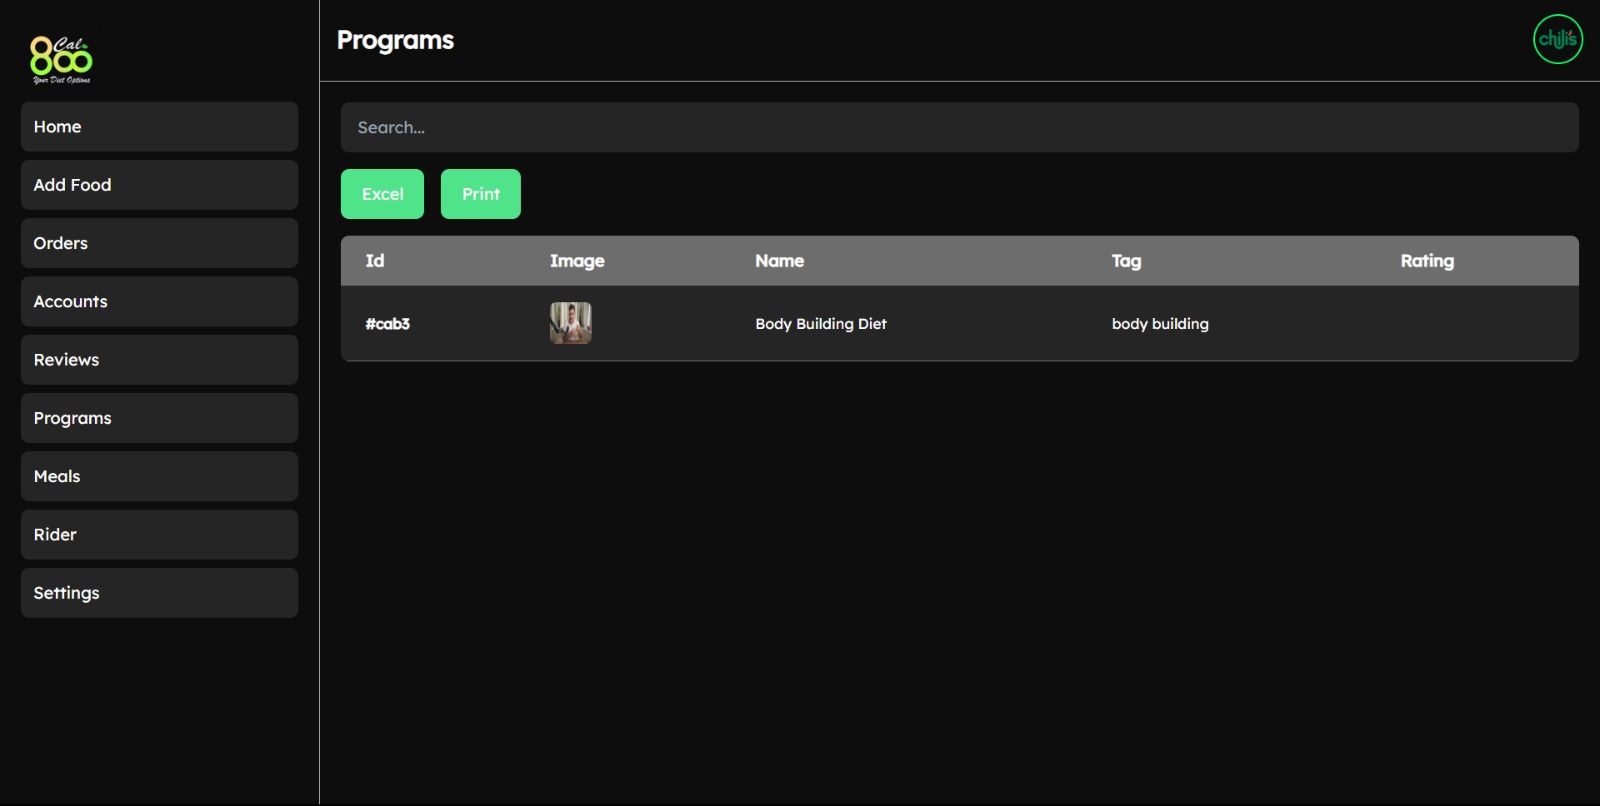 Cal
800
Your Diet Options
Home
Add Food
Orders
Accounts
Reviews
Programs
Meals
Rider
Settings
Programs
chili's
Search...
Excel
Print
Id Image Name Tag Rating
#cab3 Body Building Diet body building